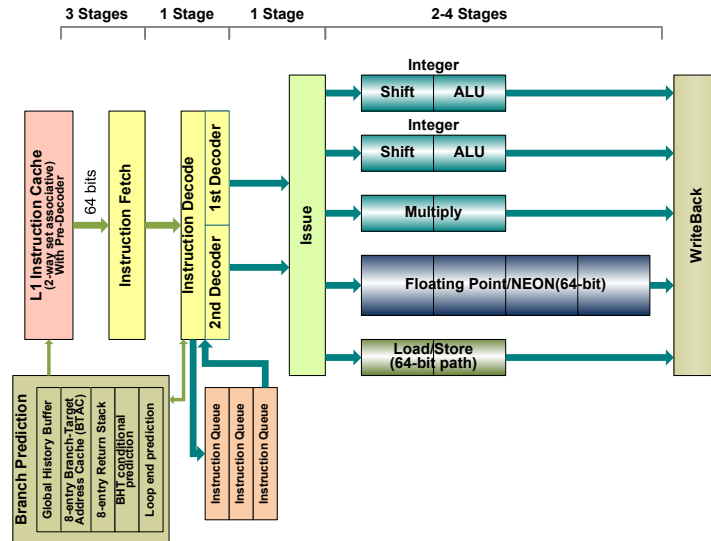 3 Stages
1 Stage
1 Stage
2-4 Stages
L1 Instruction Cache
(2-way set associative)
With Pre-Decoder
64 bits
Instruction Fetch
Instruction Decode
1st Decoder
2nd Decoder
Issue
Integer
Shift
ALU
Integer
Shift
ALU
Multiply
Floating Point/NEON(64-bit)
Load/Store
(64-bit path)
WriteBack
Branch Prediction
Global History Buffer
8-entry Branch-Target
Address Cache (BTAC)
8-entry Return Stack
BHT conditional
prediction
Loop end prediction
Instruction Queue
Instruction Queue
Instruction Queue